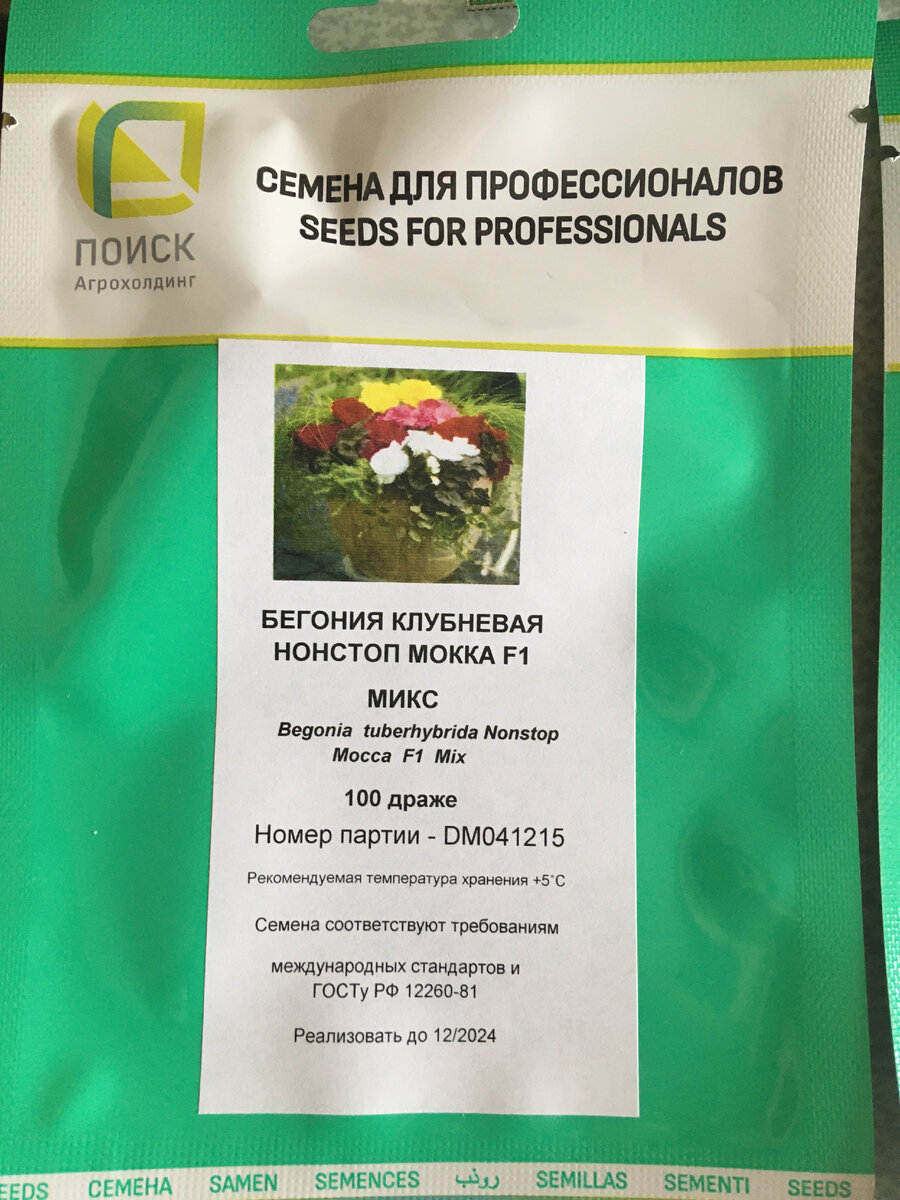 ПОИСК
Агрохолдинг
СЕМЕНА ДЛЯ ПРОФЕССИОНАЛОВ
SEEDS FOR PROFESSIONALS
БЕГОНИЯ КЛУБНЕВАЯ
НОНСТОП МОККА F1
МИКС
Begonia tuberhybrida Nonstop
Mocca F1 Mix
100 драже
Номер партии - DM041215
Рекомендуемая температура хранения +5°C
Семена соответствуют требованиям
международных стандартов и
ГОСТу РФ 12260-81
Реализовать до 12/2024
EEDS СЕМЕНА SAMEN SEMENCES SEMILLAS SEMENTI SEEDS